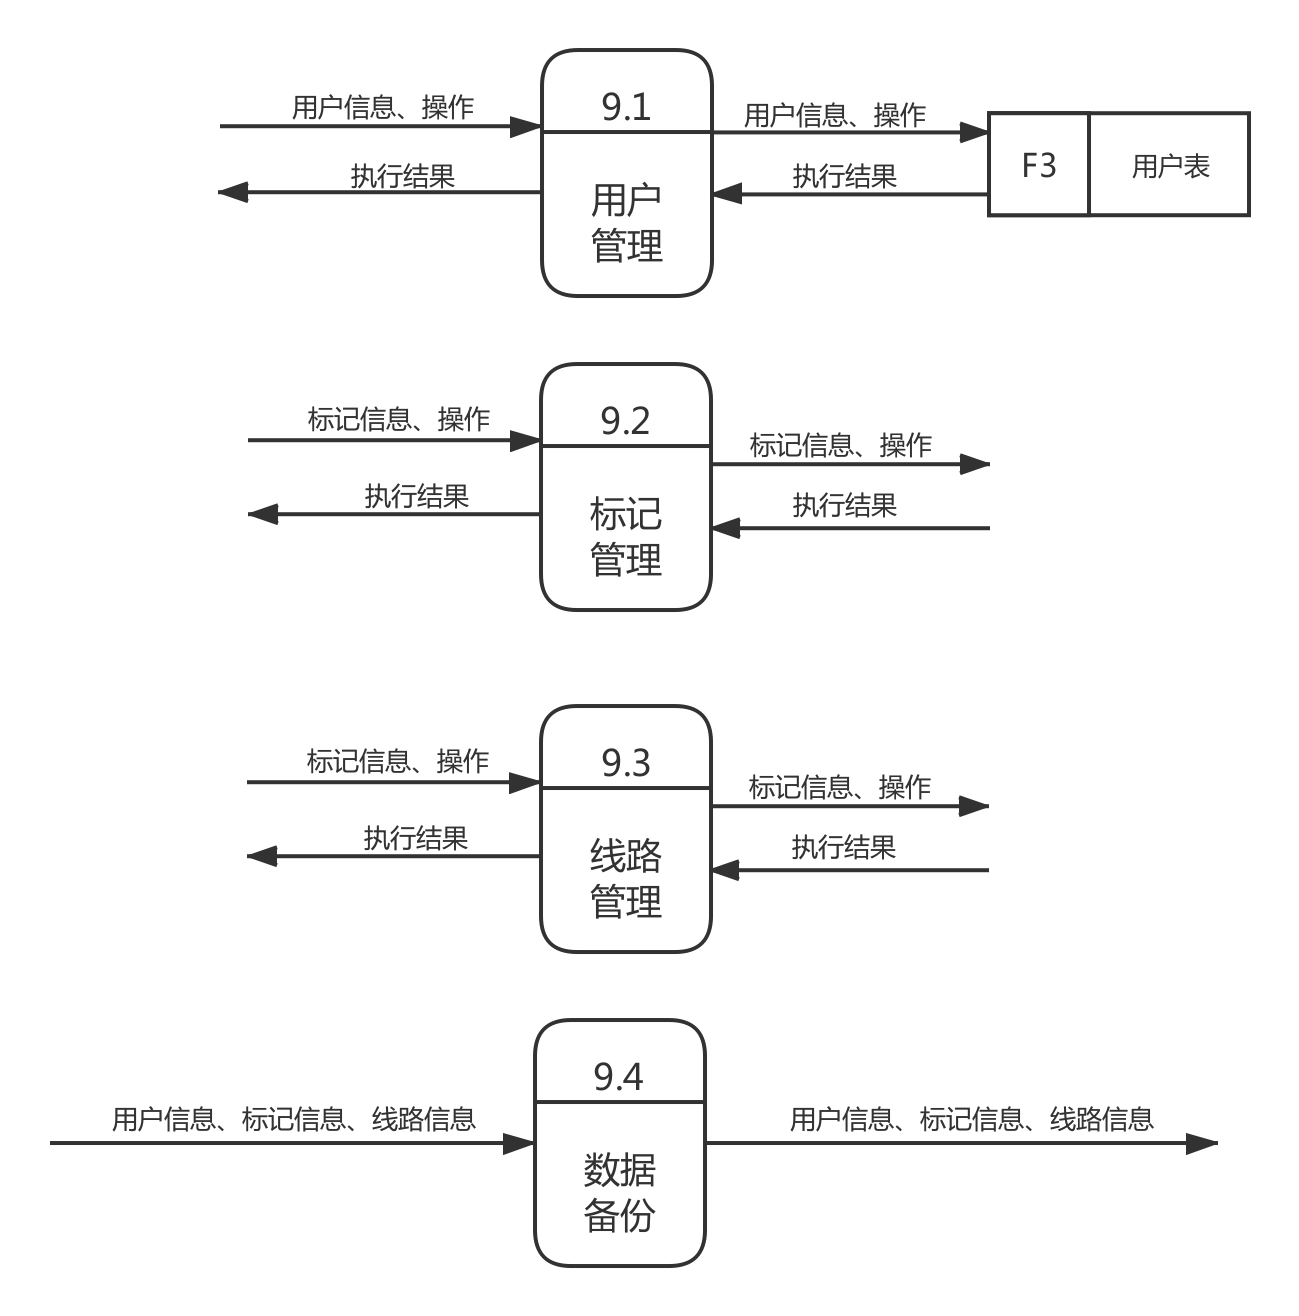 9.1
用户信息、操作
用户信息、操作
执行结果
执行结果
F3
用户表
用户
管理
9.2
标记信息、操作
标记信息、操作
执行结果
执行结果
标记
管理
9.3
标记信息、操作
标记信息、操作
执行结果
执行结果
线路
管理
9.4
用户信息、标记信息、线路信息
用户信息、标记信息、线路信息
数据
备份